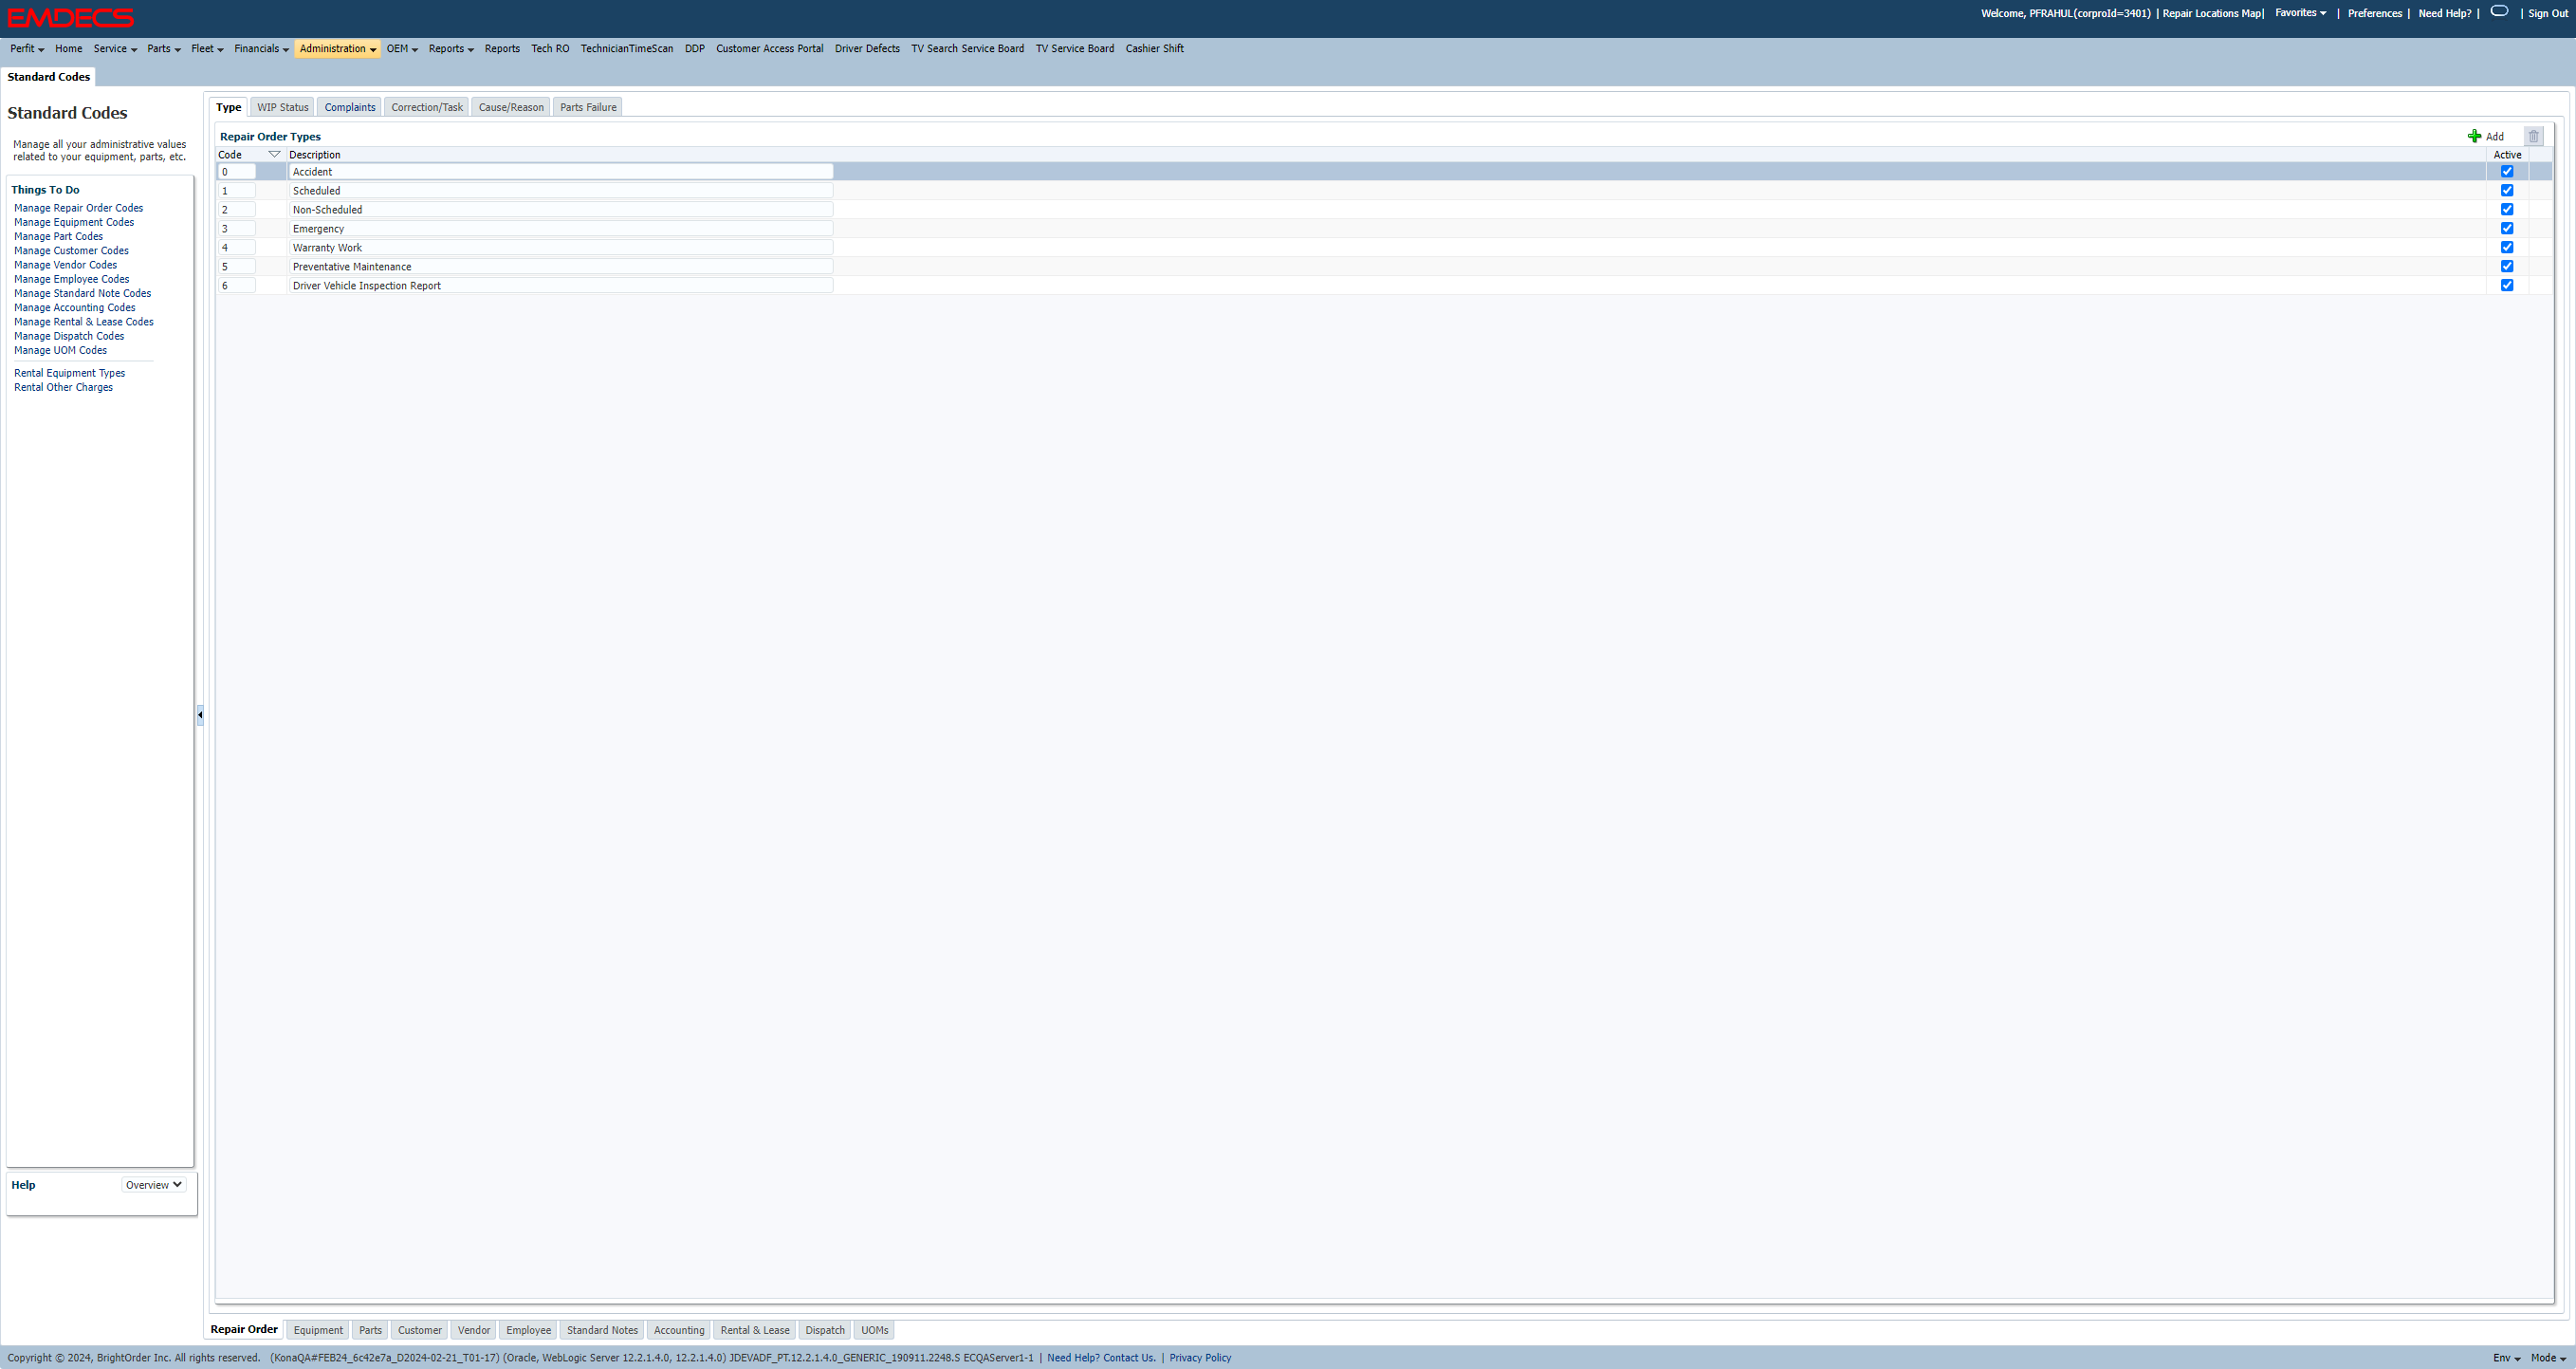 EMDECS
Welcome, PFRAHUL(corproId=3401) | Repair Locations Map| Favorites | Preferences | Need Help? | | Sign Out
Perfit Home Service Parts Fleet Financials Administration OEM Reports Reports Tech RO TechnicianTimeScan DDP Customer Access Portal Driver Defects TV Search Service Board TV Service Board Cashier Shift
Standard Codes
Standard Codes
Manage all your administrative values
related to your equipment, parts, etc.
Things To Do
Manage Repair Order Codes
Manage Equipment Codes
Manage Part Codes
Manage Customer Codes
Manage Vendor Codes
Manage Employee Codes
Manage Standard Note Codes
Manage Accounting Codes
Manage Rental & Lease Codes
Manage Dispatch Codes
Manage UOM Codes
Rental Equipment Types
Rental Other Charges
Help Overview
Type WIP Status Complaints Correction/Task Cause/Reason Parts Failure
Repair Order Types Add
Code Description Active
0 Accident
1 Scheduled
2 Non-Scheduled
3 Emergency
4 Warranty Work
5 Preventative Maintenance
6 Driver Vehicle Inspection Report
Repair Order Equipment Parts Customer Vendor Employee Standard Notes Accounting Rental & Lease Dispatch UOMs
Copyright © 2024, BrightOrder Inc. All rights reserved. (KonaQA#FEB24_6c42e7a_D2024-02-21_T01-17) (Oracle, WebLogic Server 12.2.1.4.0, 12.2.1.4.0) JDEVADF_PT.12.2.1.4.0_GENERIC_190911.2248.S ECQAServer1-1 | Need Help? Contact Us. | Privacy Policy Env Mode